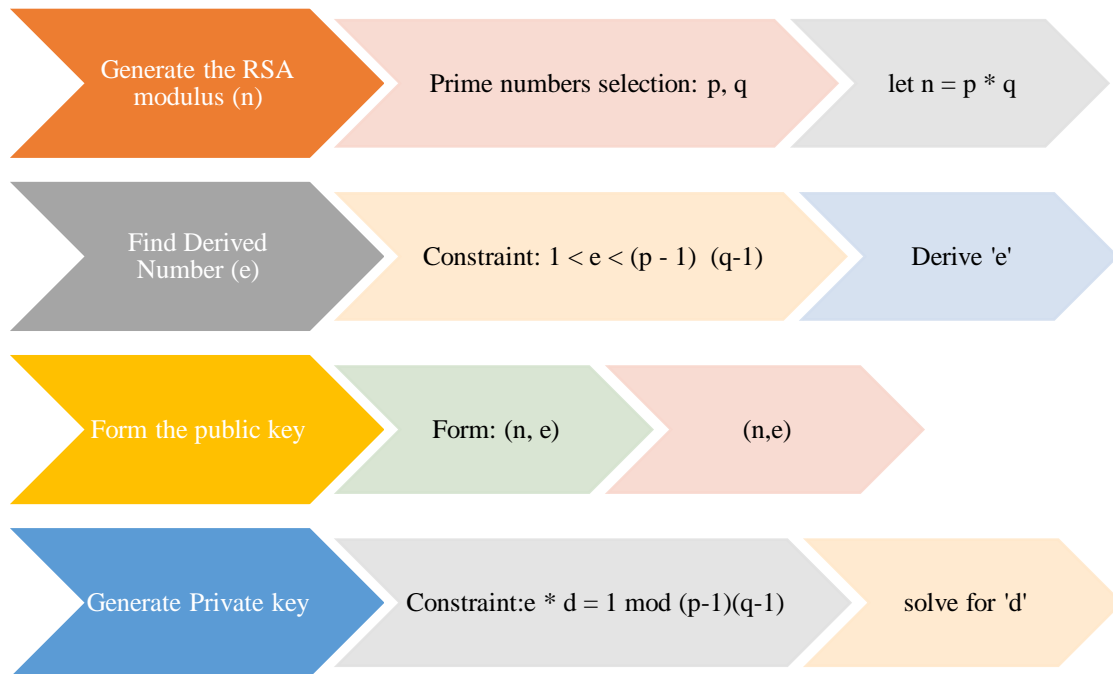 Generate the RSA
modulus (n)
Prime numbers selection: p, q
let n = p * q
Find Derived
Number (e)
Constraint: 1 < e < (p - 1)  (q-1)
Derive 'e'
Form the public key
Form: (n, e)
(n,e)
Generate Private key
Constraint:e * d = 1 mod (p-1)(q-1)
solve for 'd'